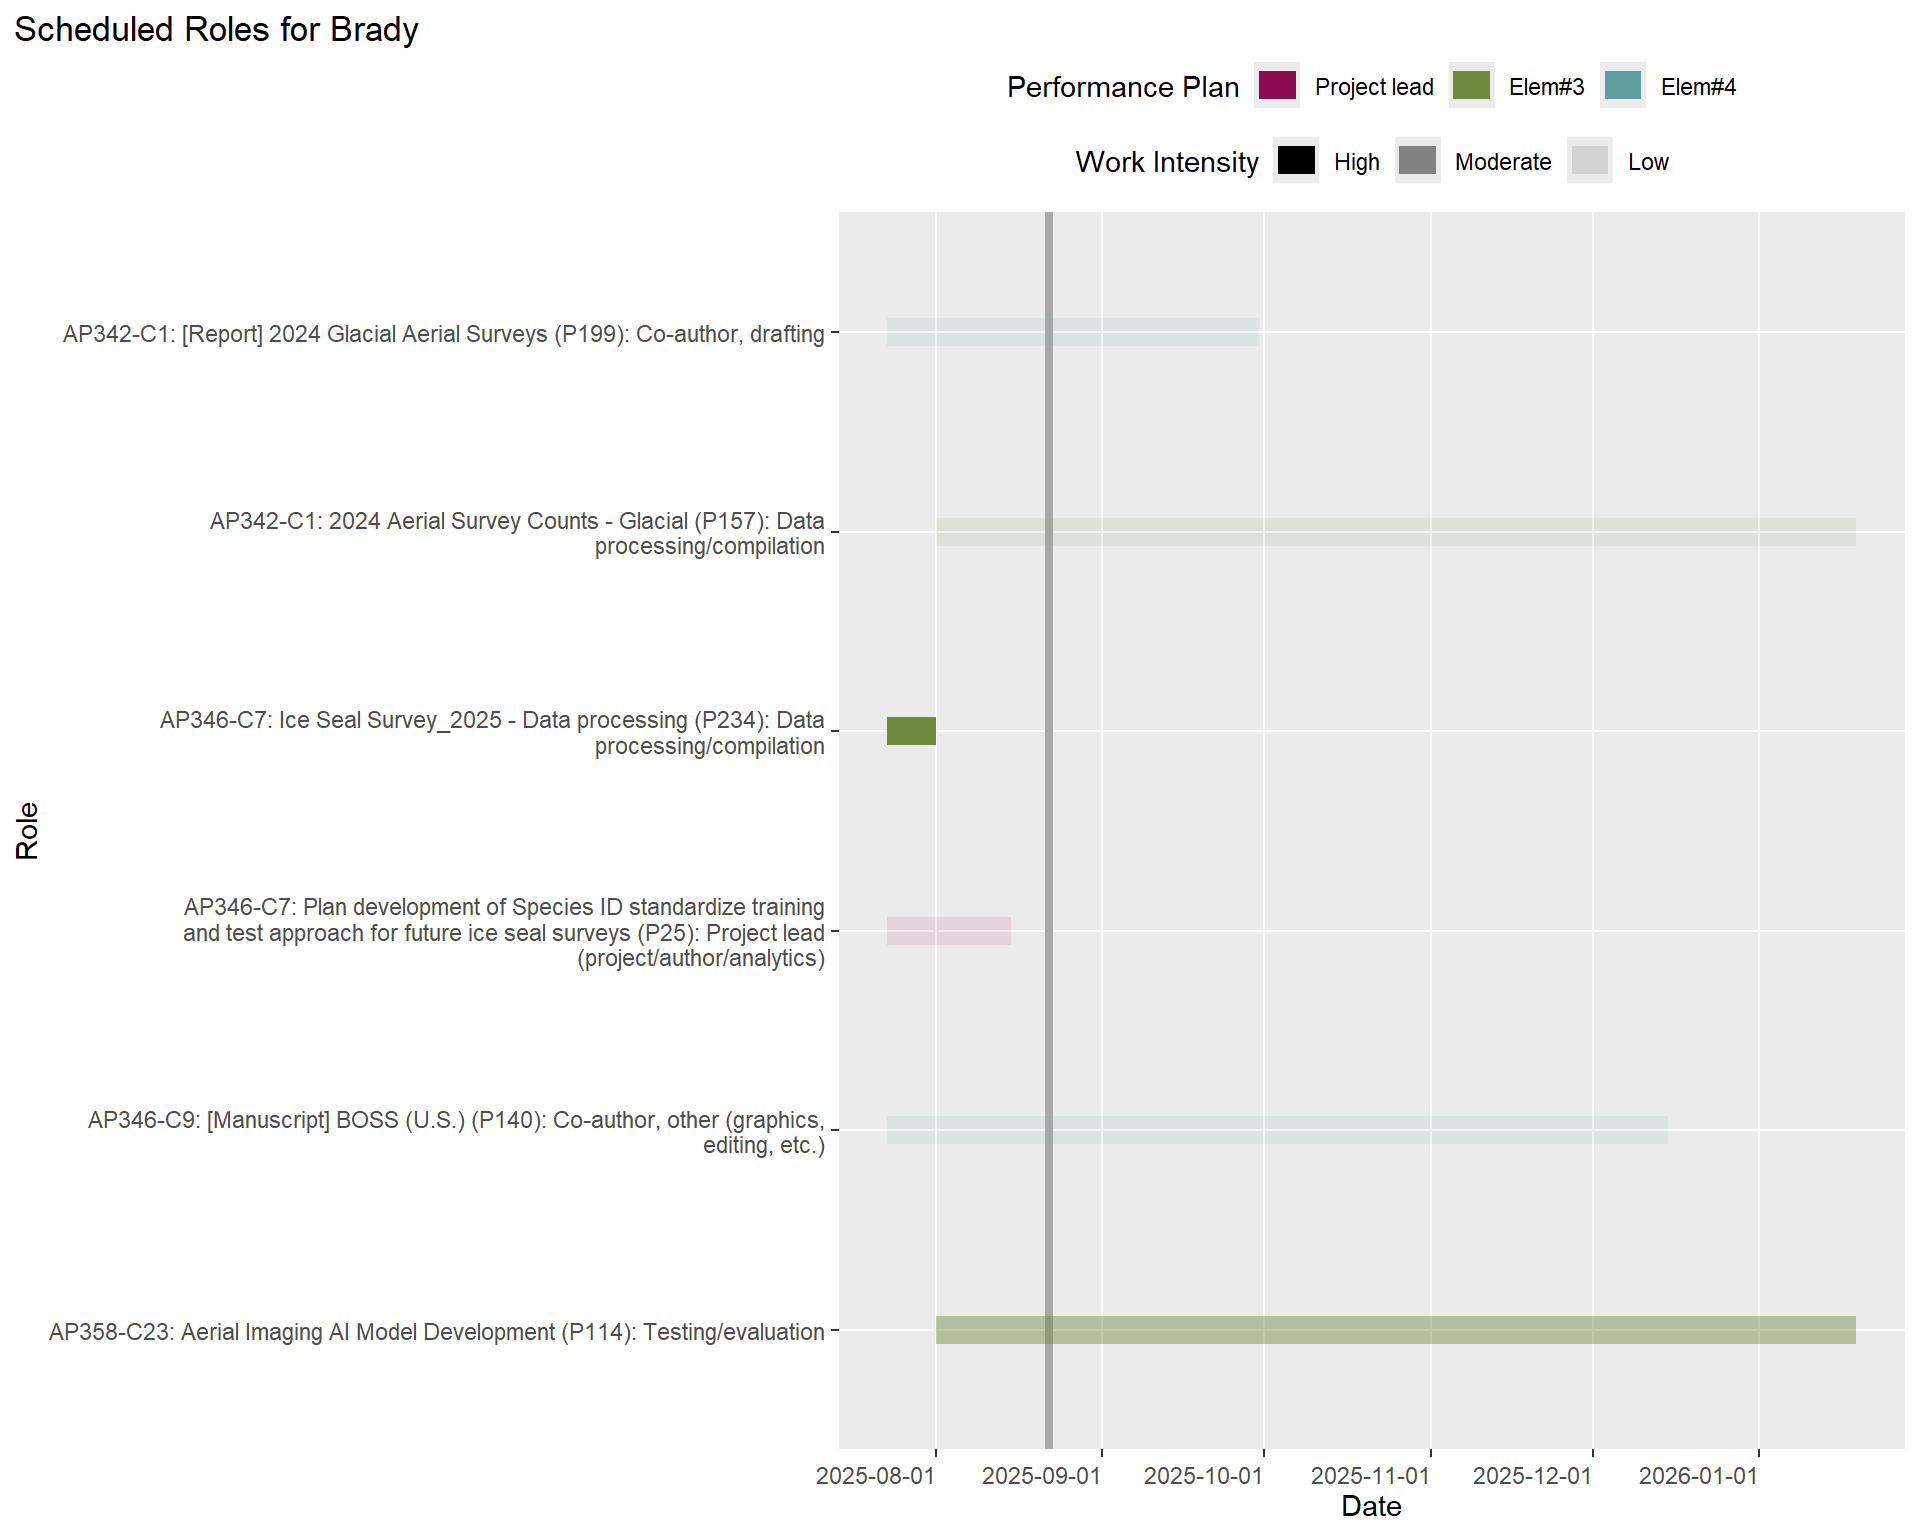 Scheduled Roles for Brady
Performance Plan Project lead Elem#3 Elem#4
Work Intensity High Moderate Low
AP342-C1: [Report] 2024 Glacial Aerial Surveys (P199): Co-author, drafting
AP342-C1: 2024 Aerial Survey Counts - Glacial (P157): Data
processing/compilation
AP346-C7: Ice Seal Survey_2025 - Data processing (P234): Data
processing/compilation
Role
AP346-C7: Plan development of Species ID standardize training
and test approach for future ice seal surveys (P25): Project lead
(project/author/analytics)
AP346-C9: [Manuscript] BOSS (U.S.) (P140): Co-author, other (graphics,
editing, etc.)
AP358-C23: Aerial Imaging AI Model Development (P114): Testing/evaluation
2025-08-01 2025-09-01 2025-10-01 2025-11-01 2025-12-01 2026-01-01
Date